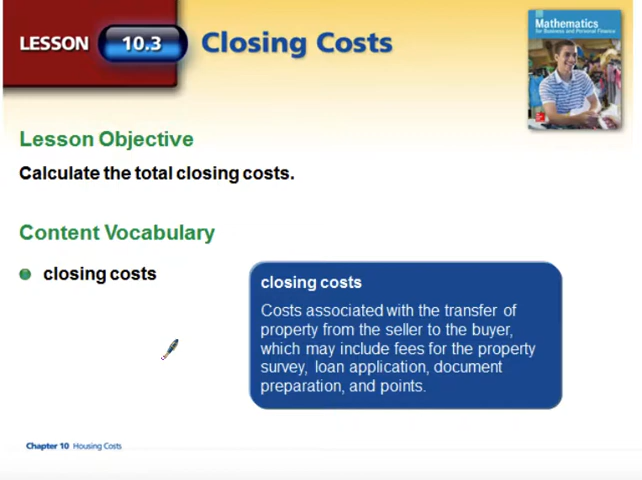 LESSON 10.3 Closing Costs
Mathematics
for Business and Personal Finance
Lesson Objective
Calculate the total closing costs.
Content Vocabulary
closing costs
closing costs
Costs associated with the transfer of
property from the seller to the buyer,
which may include fees for the property
survey, loan application, document
preparation, and points.
Chapter 10 Housing Costs